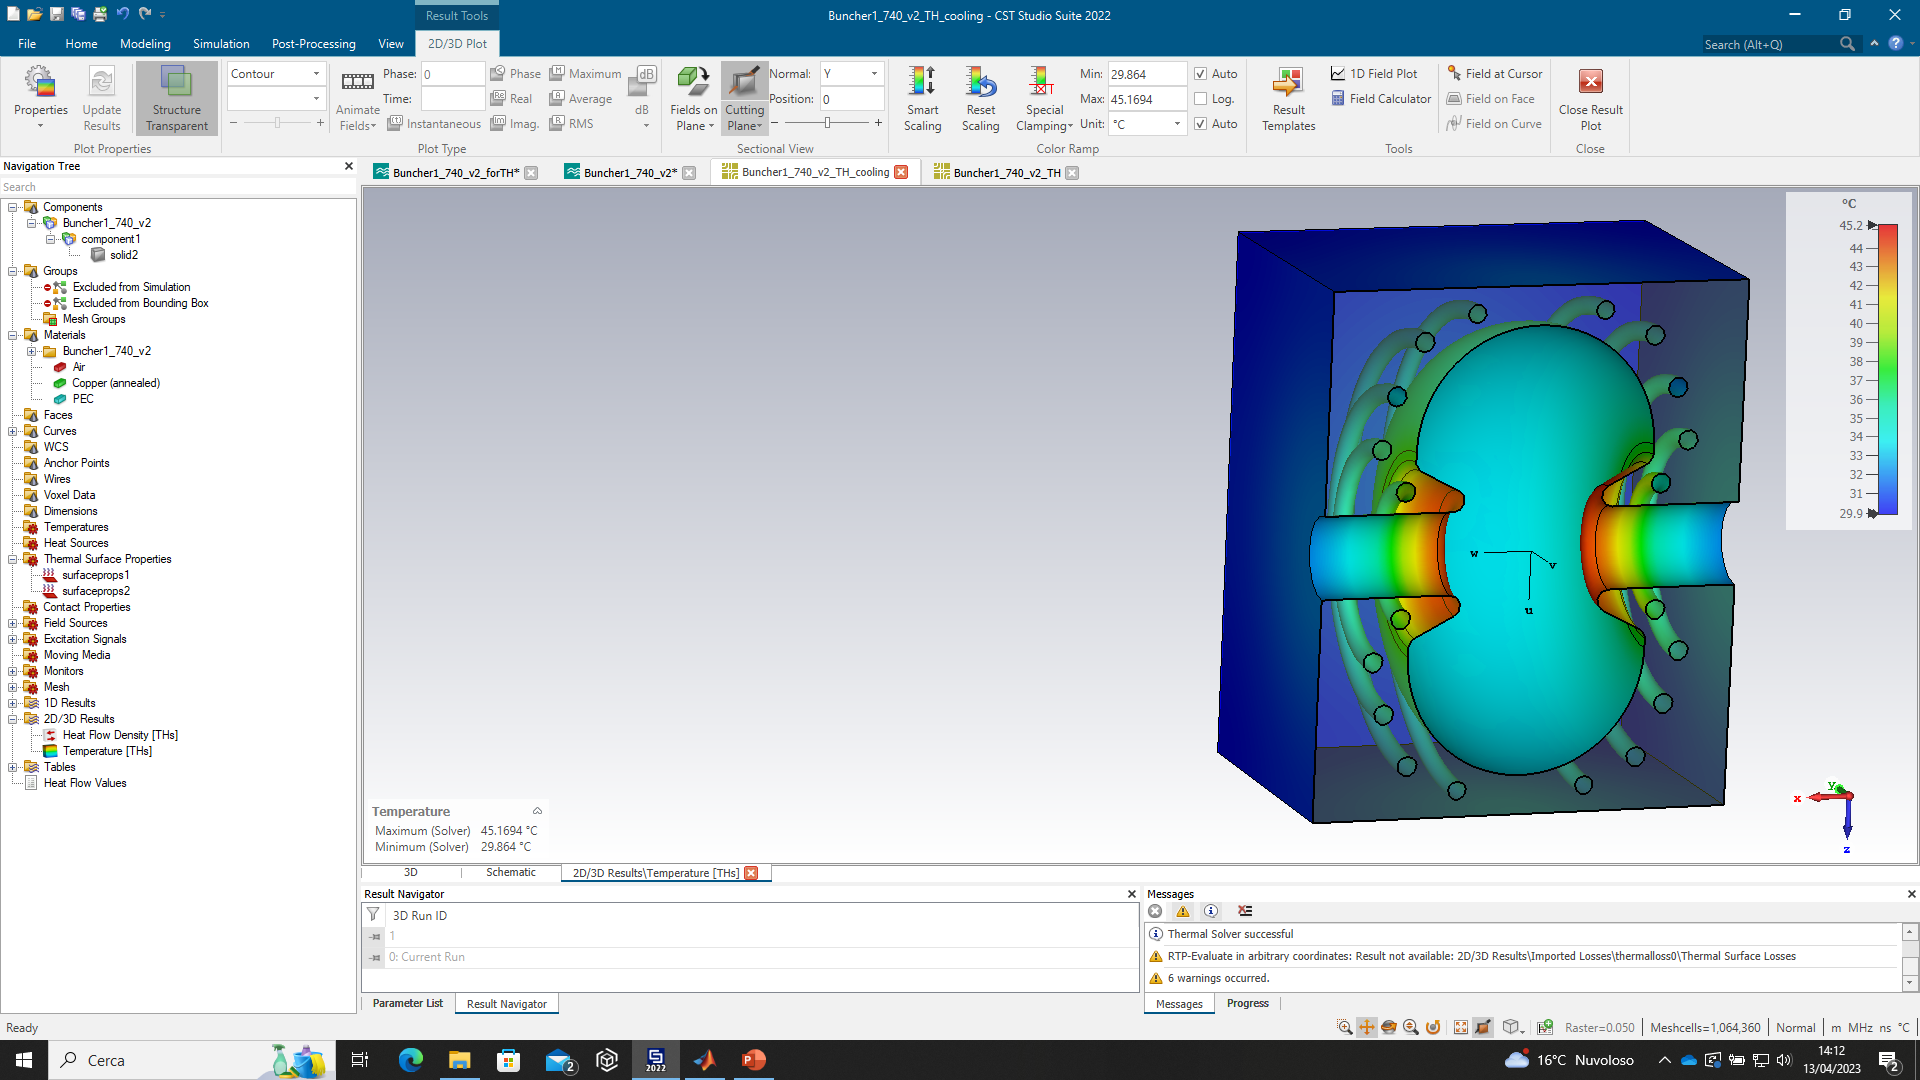 Result Tools
Buncher1_740_v2_TH_cooling - CST Studio Suite 2022
File
Home
Modeling
Simulation
Post-Processing
View
2D/3D Plot
Search (Alt+Q)
Properties
Update Results
Structure Transparent
Plot Properties
Contour
Animate Fields
Phase:
0
Time:
Phase
Real
Instantaneous
Maximum
Average
Imag.
RMS
dB
dB
Plot Type
Fields on Plane
Cutting Plane
Normal:
Y
Position:
0
Sectional View
Smart Scaling
Reset Scaling
Special Clamping
Min:
29.864
Auto
Max:
45.1694
Log.
Unit:
°C
Auto
Color Ramp
Result Templates
1D Field Plot
Field Calculator
Field at Cursor
Field on Face
Field on Curve
Tools
Close Result Plot
Close
Navigation Tree
Search
Components
Buncher1_740_v2
component1
solid2
Groups
Excluded from Simulation
Excluded from Bounding Box
Mesh Groups
Materials
Buncher1_740_v2
Air
Copper (annealed)
PEC
Faces
Curves
WCS
Anchor Points
Wires
Voxel Data
Dimensions
Temperatures
Heat Sources
Thermal Surface Properties
surfaceprops1
surfaceprops2
Contact Properties
Field Sources
Excitation Signals
Moving Media
Monitors
Mesh
1D Results
2D/3D Results
Heat Flow Density [THs]
Temperature [THs]
Tables
Heat Flow Values
Buncher1_740_v2_forTH*
Buncher1_740_v2*
Buncher1_740_v2_TH_cooling
Buncher1_740_v2_TH
°C
45.2
44
43
42
41
40
39
38
37
36
35
34
33
32
31
29.9
w
v
u
y
x
z
Temperature
Maximum (Solver) 45.1694 °C
Minimum (Solver) 29.864 °C
3D
Schematic
2D/3D Results\Temperature [THs]
Result Navigator
3D Run ID
1
0: Current Run
Parameter List
Result Navigator
Messages
Thermal Solver successful
RTP-Evaluate in arbitrary coordinates: Result not available: 2D/3D Results\Imported Losses\thermalloss0\Thermal Surface Losses
6 warnings occurred.
Messages
Progress
Ready
Raster=0.050
Meshcells=1,064,360
Normal
m MHz ns °C
Cerca
2
2022
16°C Nuvoloso
14:12
13/04/2023
2